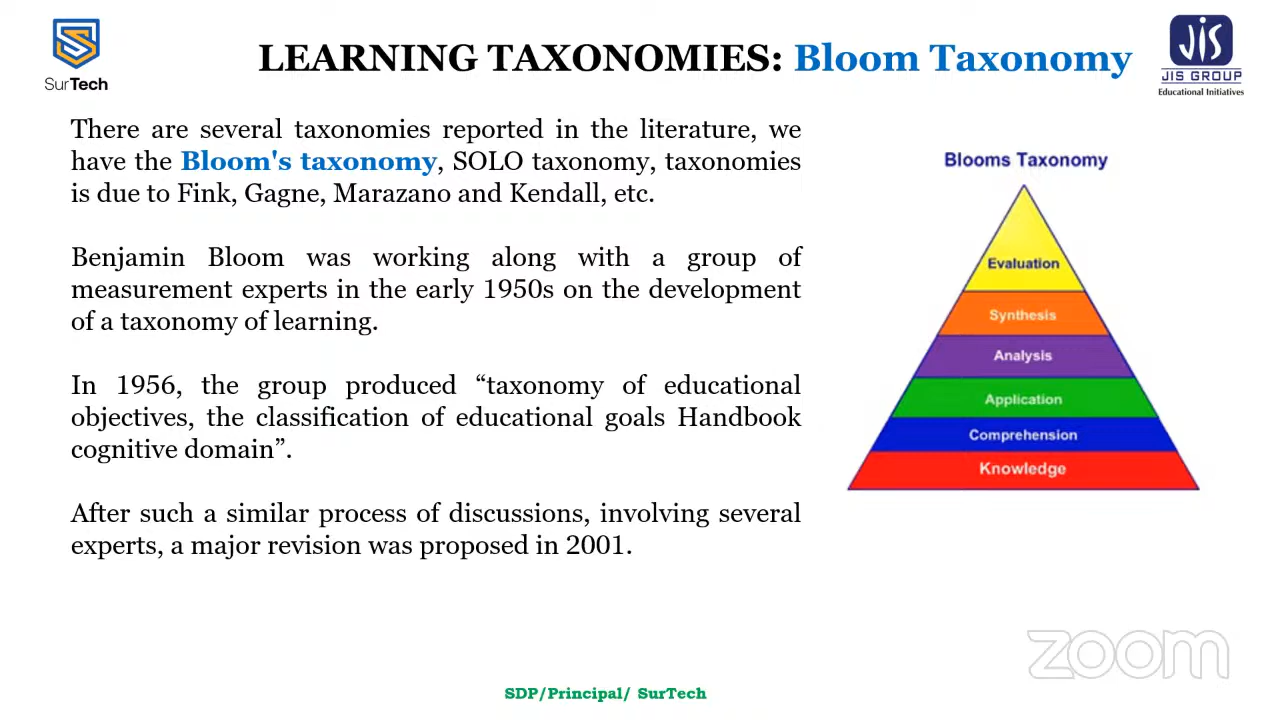 SurTech
LEARNING TAXONOMIES: Bloom Taxonomy
JIS GROUP
Educational Initiatives
There are several taxonomies reported in the literature, we
have the Bloom's taxonomy, SOLO taxonomy, taxonomies
is due to Fink, Gagne, Marazano and Kendall, etc.
Benjamin Bloom was working along with a group of
measurement experts in the early 1950s on the development
of a taxonomy of learning.
In 1956, the group produced “taxonomy of educational
objectives, the classification of educational goals Handbook
cognitive domain”.
After such a similar process of discussions, involving several
experts, a major revision was proposed in 2001.
Blooms Taxonomy
Evaluation
Synthesis
Analysis
Application
Comprehension
Knowledge
zoom
SDP/Principal/ SurTech